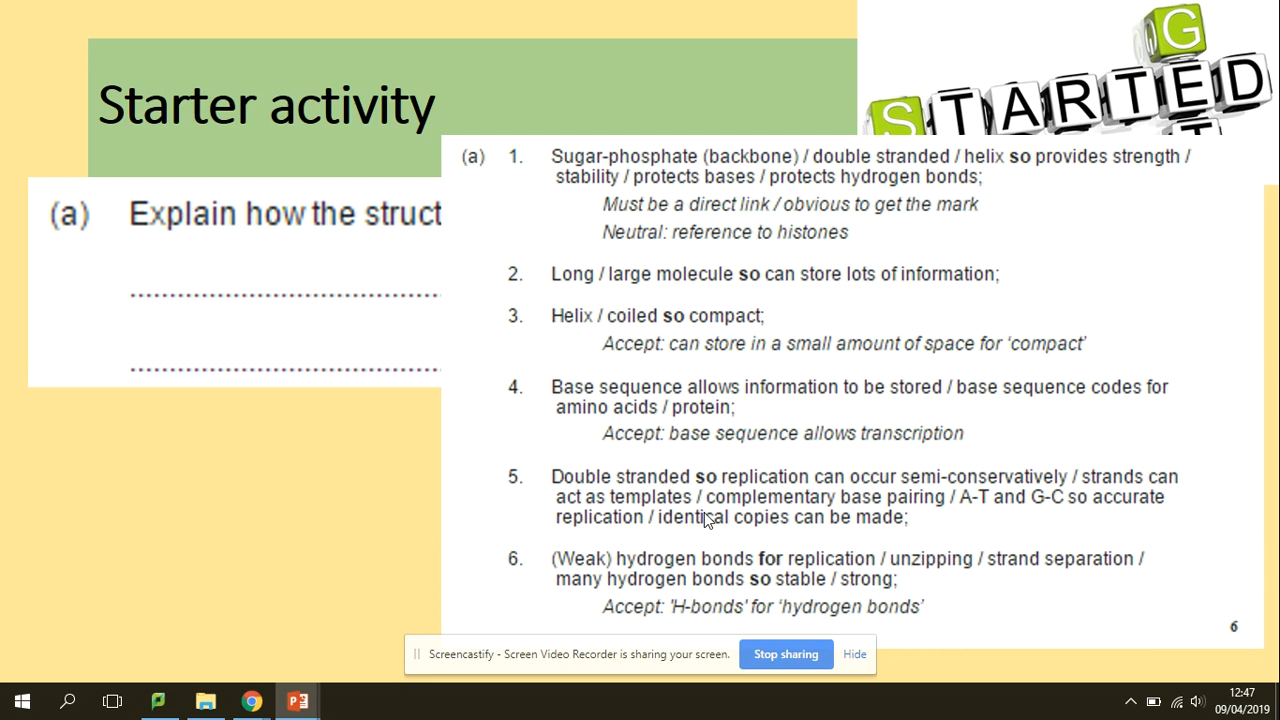 G
STARTED
Starter activity
(a) Explain how the struct
(a) 1. Sugar-phosphate (backbone) / double stranded / helix so provides strength /
stability / protects bases / protects hydrogen bonds;
Must be a direct link / obvious to get the mark
Neutral: reference to histones
2. Long / large molecule so can store lots of information;
3. Helix / coiled so compact;
Accept: can store in a small amount of space for 'compact'
4. Base sequence allows information to be stored / base sequence codes for
amino acids / protein;
Accept: base sequence allows transcription
5. Double stranded so replication can occur semi-conservatively / strands can
act as templates / complementary base pairing / A-T and G-C so accurate
replication / identical copies can be made;
6. (Weak) hydrogen bonds for replication / unzipping / strand separation /
many hydrogen bonds so stable / strong;
Accept: 'H-bonds' for 'hydrogen bonds'
6
Screencastify - Screen Video Recorder is sharing your screen. Stop sharing Hide
12:47
09/04/2019